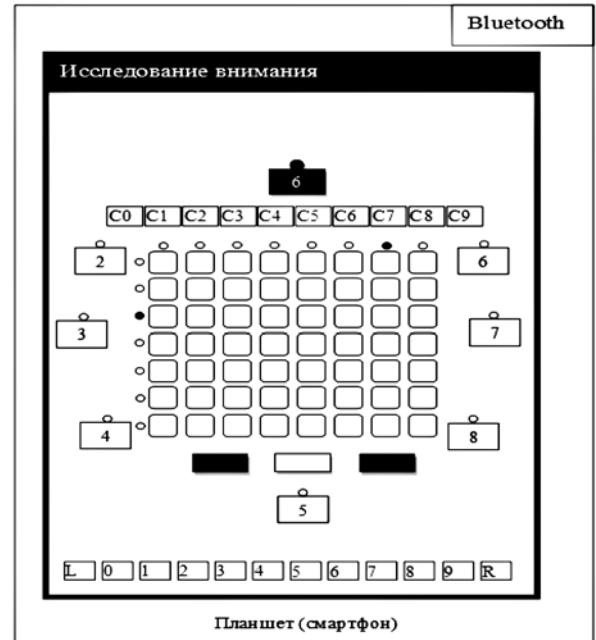 Bluetooth
Исследование внимания
6
C0 C1 C2 C3 C4 C5 C6 C7 C8 C9
2 6
3 7
4 8
5
L 0 1 2 3 4 5 6 7 8 9 R
Планшет (смартфон)